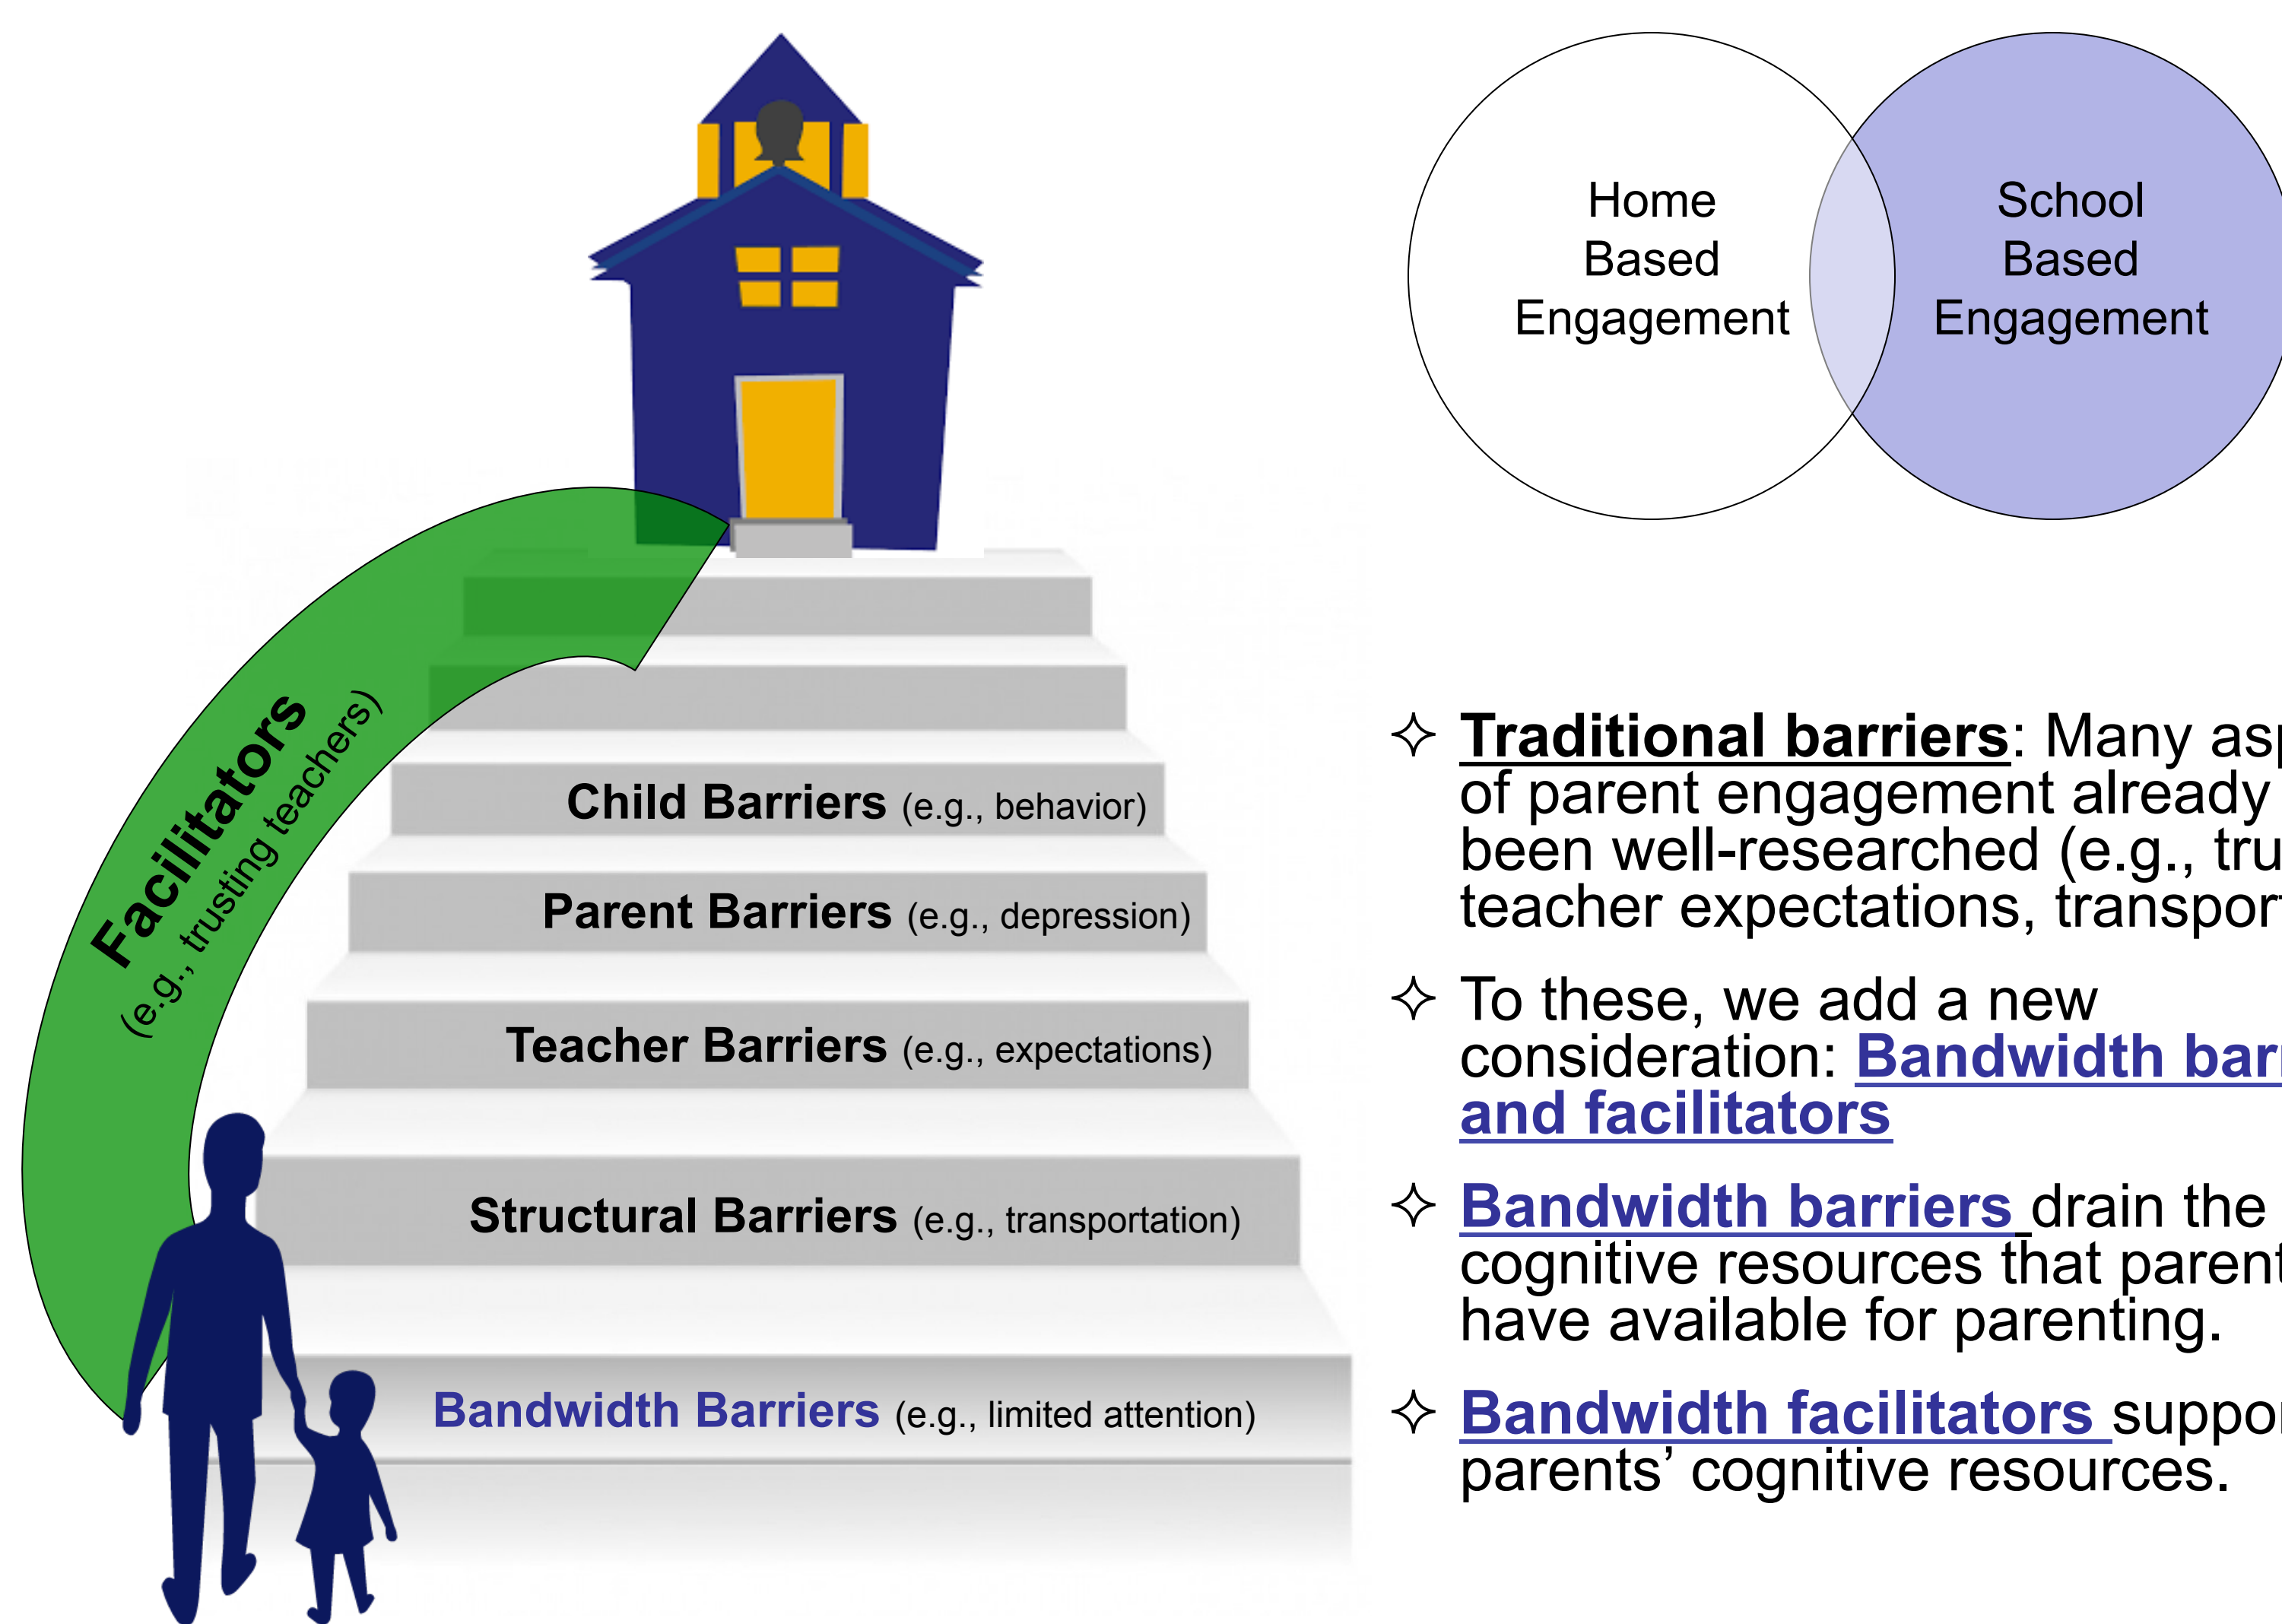 Home
Based
Engagement
School
Based
Engagement
Facilitators
(e.g., trusting teachers)
Child Barriers (e.g., behavior)
Parent Barriers (e.g., depression)
Teacher Barriers (e.g., expectations)
Structural Barriers (e.g., transportation)
Bandwidth Barriers (e.g., limited attention)
✧ Traditional barriers: Many
of parent engagement already
been well-researched (e.g.,
teacher expectations,
✧ To these, we add a new
consideration: Bandwidth
and facilitators
✧ Bandwidth barriers drain the
cognitive resources that
have available for parenting.
✧ Bandwidth facilitators
parents’ cognitive resources.